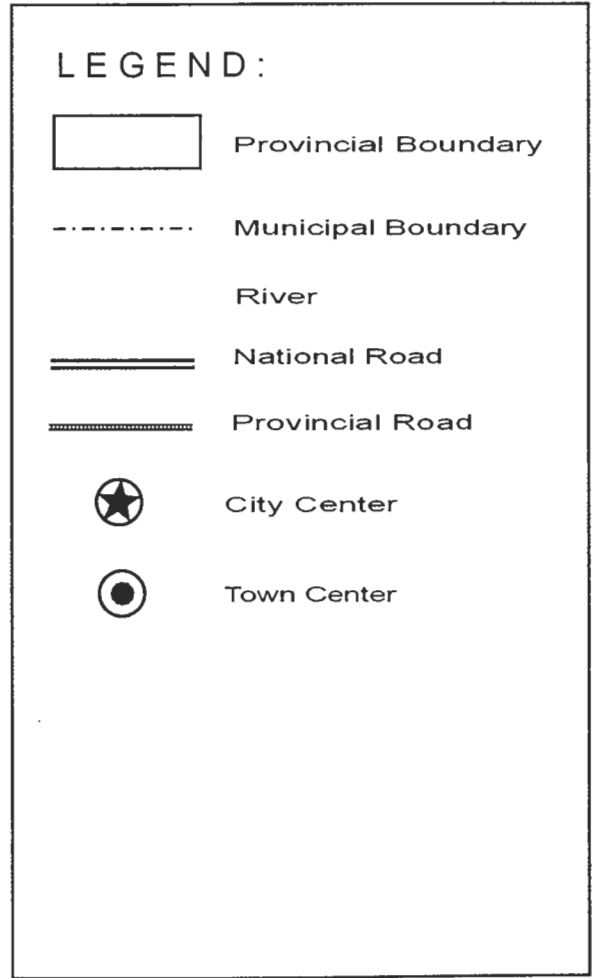 LEGEND:
Provincial Boundary
Municipal Boundary
River
National Road
Provincial Road
City Center
Town Center